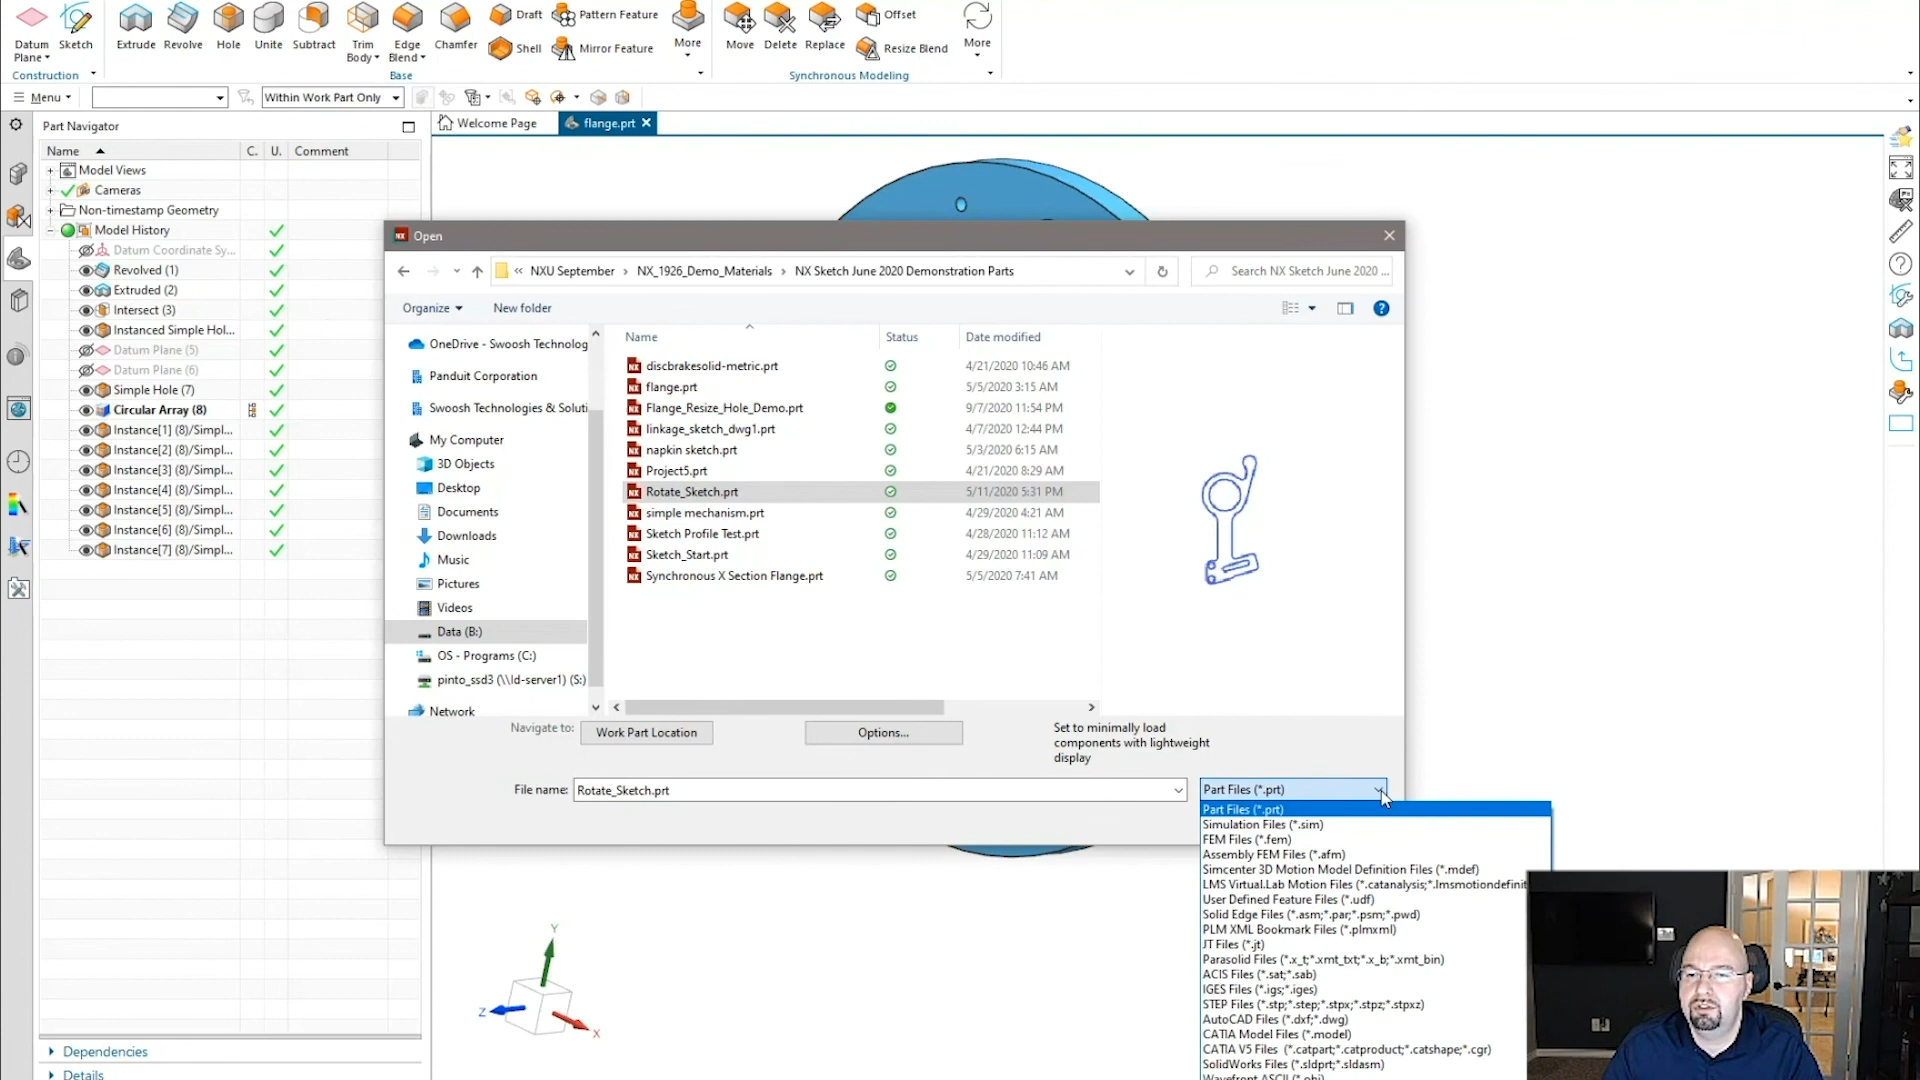 Datum Plane
Sketch
Extrude
Revolve
Hole
Unite
Subtract
Trim Body
Edge Blend
Chamfer
Draft
Shell
Pattern Feature
Mirror Feature
More
Move
Delete
Replace
Offset
Resize Blend
More
Construction
Base
Synchronous Modeling
Menu
Within Work Part Only
Part Navigator
Welcome Page
flange.prt
Name C. U. Comment
Model Views
Cameras
Non-timestamp Geometry
Model History
Datum Coordinate Sy...
Revolved (1)
Extruded (2)
Intersect (3)
Instanced Simple Hol...
Datum Plane (5)
Datum Plane (6)
Simple Hole (7)
Circular Array (8)
Instance[1] (8)/Simpl...
Instance[2] (8)/Simpl...
Instance[3] (8)/Simpl...
Instance[4] (8)/Simpl...
Instance[5] (8)/Simpl...
Instance[6] (8)/Simpl...
Instance[7] (8)/Simpl...
Dependencies
Details
NX Open
« NXU September › NX_1926_Demo_Materials › NX Sketch June 2020 Demonstration Parts
Search NX Sketch June 2020 ...
Organize
New folder
OneDrive - Swoosh Technolog
Panduit Corporation
Swoosh Technologies & Soluti
My Computer
3D Objects
Desktop
Documents
Downloads
Music
Pictures
Videos
Data (B:)
OS - Programs (C:)
pinto_ssd3 (\\ld-server1) (S:)
Network
Name Status Date modified
discbrakesolid-metric.prt 4/21/2020 10:46 AM
flange.prt 5/5/2020 3:15 AM
Flange_Resize_Hole_Demo.prt 9/7/2020 11:54 PM
linkage_sketch_dwg1.prt 4/7/2020 12:44 PM
napkin sketch.prt 5/3/2020 6:15 AM
Project5.prt 4/21/2020 8:29 AM
Rotate_Sketch.prt 5/11/2020 5:31 PM
simple mechanism.prt 4/29/2020 4:21 AM
Sketch Profile Test.prt 4/28/2020 11:12 AM
Sketch_Start.prt 4/29/2020 11:09 AM
Synchronous X Section Flange.prt 5/5/2020 7:41 AM
Navigate to:
Work Part Location
Options...
Set to minimally load
components with lightweight
display
File name:
Rotate_Sketch.prt
Part Files (*.prt)
Part Files (*.prt)
Simulation Files (*.sim)
FEM Files (*.fem)
Assembly FEM Files (*.afm)
Simcenter 3D Motion Model Definition Files (*.mdef)
LMS Virtual.Lab Motion Files (*.catanalysis;*.lmsmotiondefinit
User Defined Feature Files (*.udf)
Solid Edge Files (*.asm;*.par;*.psm;*.pwd)
PLM XML Bookmark Files (*.plmxml)
JT Files (*.jt)
Parasolid Files (*.x_t;*.xmt_txt;*.x_b;*.xmt_bin)
ACIS Files (*.sat;*.sab)
IGES Files (*.igs;*.iges)
STEP Files (*.stp;*.step;*.stpx;*.stpz;*.stpxz)
AutoCAD Files (*.dxf;*.dwg)
CATIA Model Files (*.model)
CATIA V5 Files (*.catpart;*.catproduct;*.catshape;*.cgr)
SolidWorks Files (*.sldprt;*.sldasm)
Wavefront ASCII (*.obj)
Y
Z
X